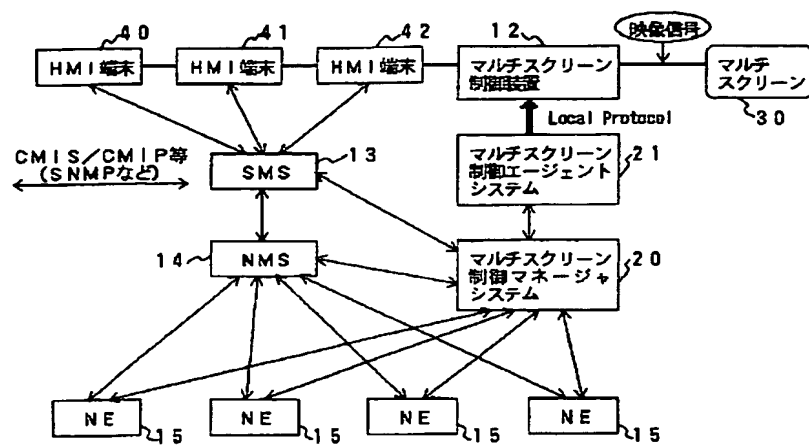 40
41
42
12
映像信号
HMI端末
HMI端末
HMI端末
マルチスクリーン
制御装置
マルチ
スクリーン
30
Local Protocol
CMIS/CMIP等
(SNMPなど)
13
SMS
マルチスクリーン
制御エージェント
システム
21
14
NMS
マルチスクリーン
制御マネージャ
システム
20
NE
15
NE
15
NE
15
NE
15